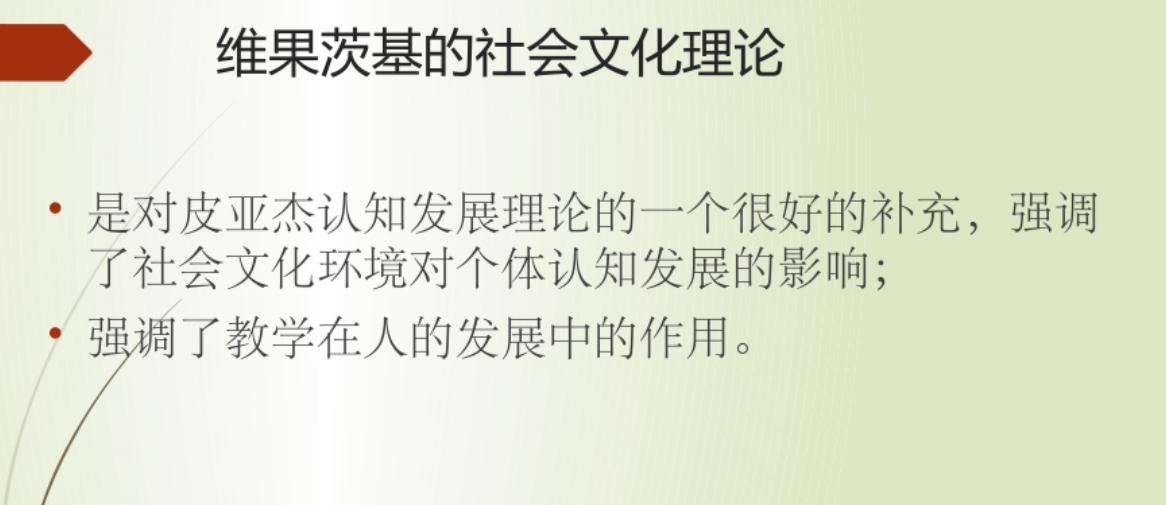 维果茨基的社会文化理论
• 是对皮亚杰认知发展理论的一个很好的补充，强调
了社会文化环境对个体认知发展的影响；
• 强调了教学在人的发展中的作用。